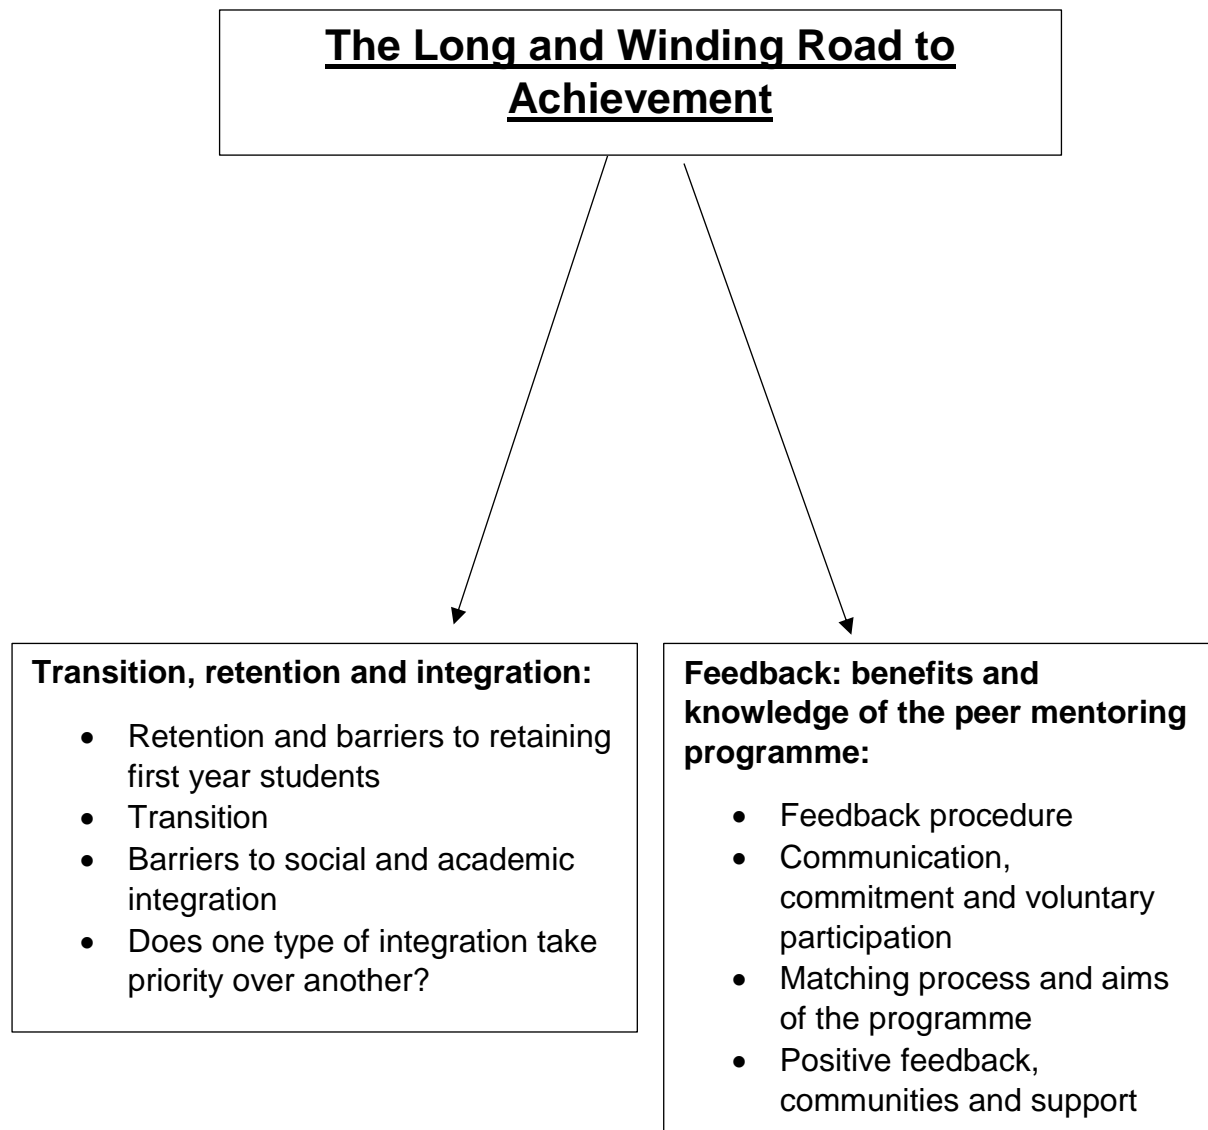 The Long and Winding Road to
Achievement
Transition, retention and integration:
• Retention and barriers to retaining
first year students
• Transition
• Barriers to social and academic
integration
• Does one type of integration take
priority over another?
Feedback: benefits and
knowledge of the peer mentoring
programme:
• Feedback procedure
• Communication,
commitment and voluntary
participation
• Matching process and aims
of the programme
• Positive feedback,
communities and support